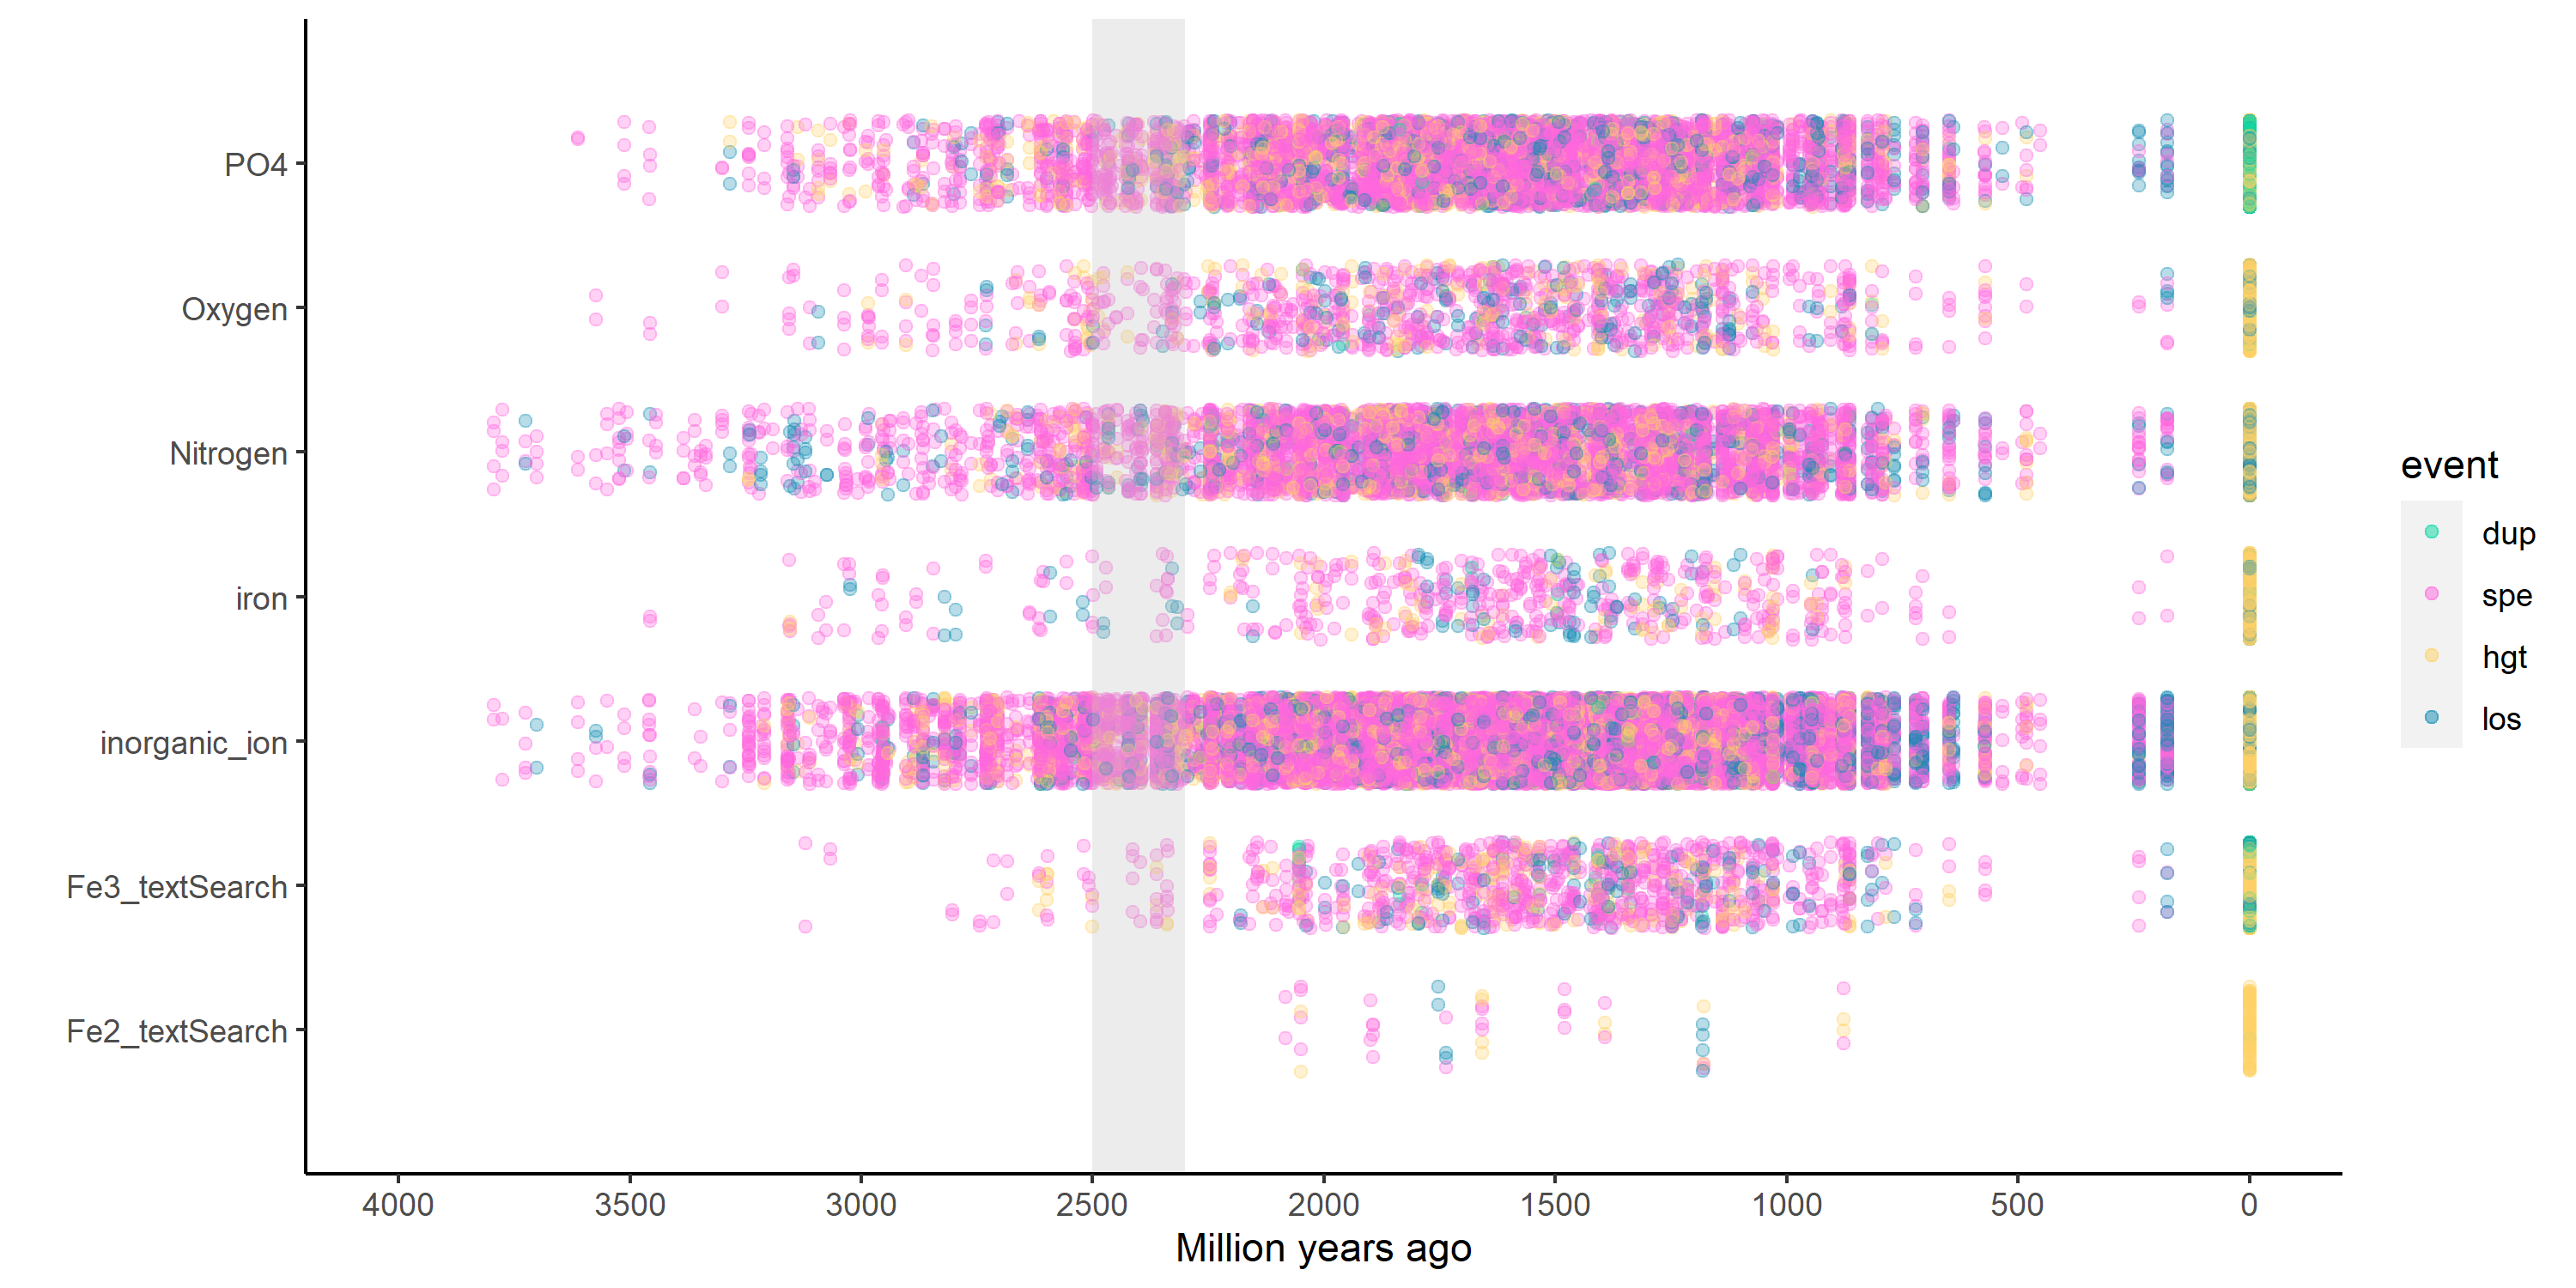 PO4
Oxygen
Nitrogen
iron
inorganic_ion
Fe3_textSearch
Fe2_textSearch
4000 3500 3000 2500 2000 1500 1000 500 0
Million years ago
event
dup
spe
hgt
los